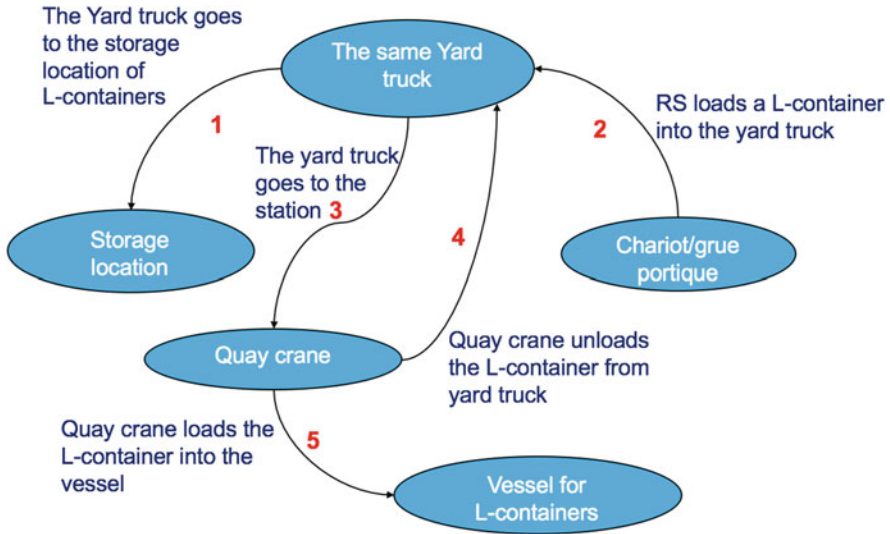 The Yard truck goes
to the storage
location of
L-containers
The same Yard
truck
1
2
RS loads a L-container
into the yard truck
The yard truck
goes to the
station 3
4
Storage
location
Chariot/grue
portique
Quay crane
Quay crane unloads
the L-container from
yard truck
Quay crane loads the
L-container into the
vessel
5
Vessel for
L-containers